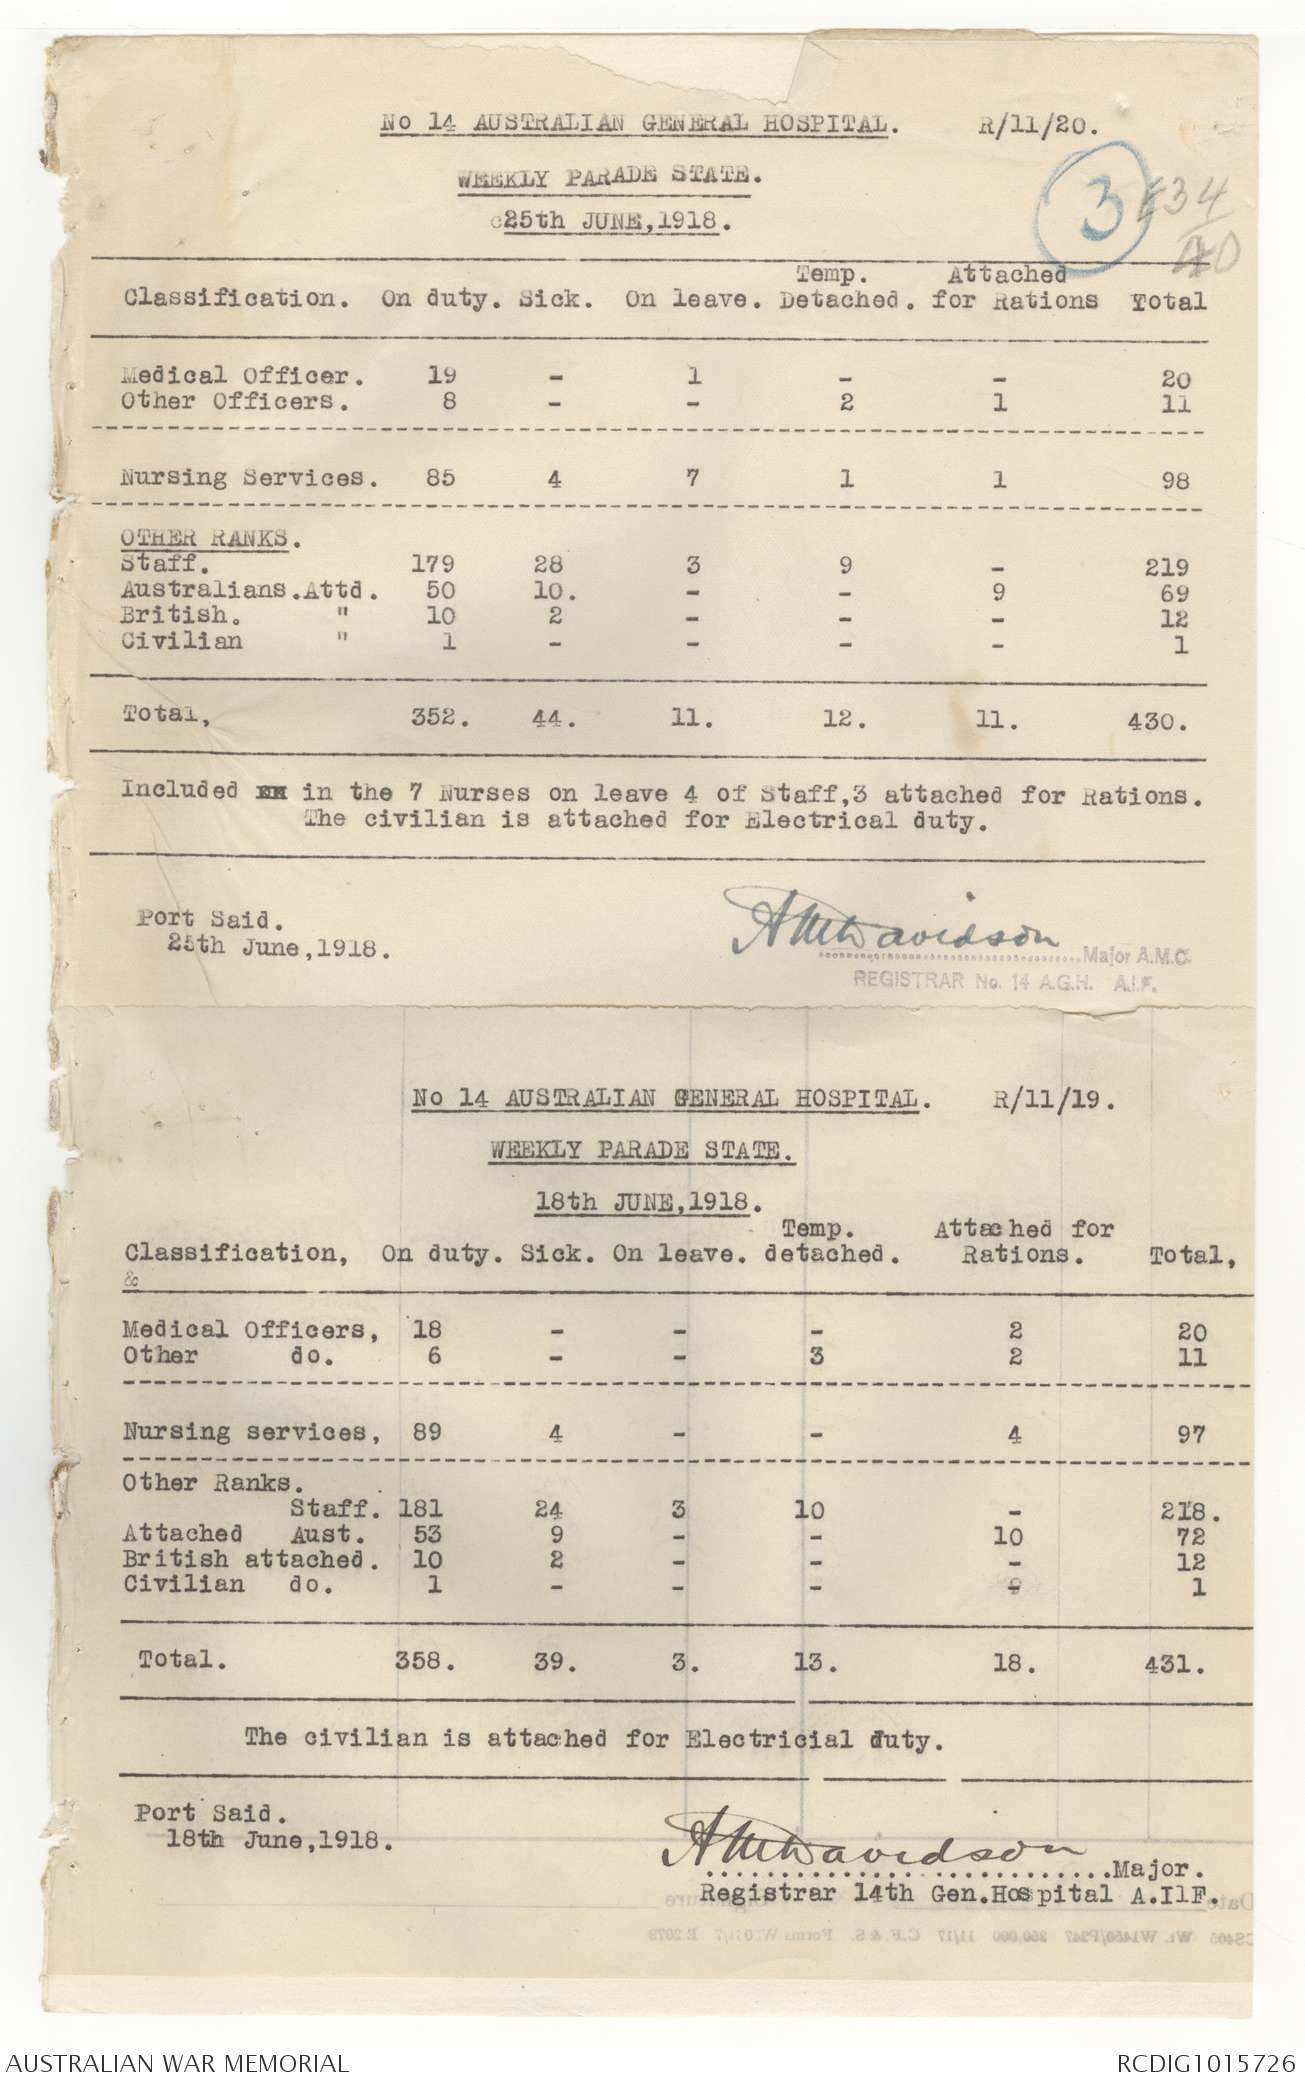 No 14 AUSTRALIAN GENERAL HOSPITAL. R/11/20.
WEEKLY PARADE STATE.
25th JUNE,1918.
3 E34
40
Temp. Attached
Classification. On duty. Sick. On leave. Detached. for Rations Total
Medical Officer. 19 - 1 - - 20
Other Officers. 8 - - 2 1 11
Nursing Services. 85 4 7 1 1 98
OTHER RANKS.
Staff. 179 28 3 9 - 219
Australians.Attd. 50 10. - - 9 69
British. " 10 2 - - - 12
Civilian " 1 - - - - 1
Total, 352. 44. 11. 12. 11. 430.
Included in the 7 Nurses on leave 4 of Staff,3 attached for Rations.
The civilian is attached for Electrical duty.
Port Said.
25th June,1918.
Davidson
Major A.M.C.
REGISTRAR No. 14 A.G.H. A.I.F.
No 14 AUSTRALIAN GENERAL HOSPITAL. R/11/19.
WEEKLY PARADE STATE.
18th JUNE,1918.
Temp. Attached for
Classification, On duty. Sick. On leave. detached. Rations. Total,
&c
Medical Officers, 18 - - - 2 20
Other do. 6 - - 3 2 11
Nursing services, 89 4 - - 4 97
Other Ranks.
Staff. 181 24 3 10 - 218.
Attached Aust. 53 9 - - 10 72
British attached. 10 2 - - - 12
Civilian do. 1 - - - - 1
Total. 358. 39. 3. 13. 18. 431.
The civilian is attached for Electricial duty.
Port Said.
18th June,1918.
Davidson
Major.
Registrar 14th Gen.Hospital A.I1F.
AUSTRALIAN WAR MEMORIAL RCDIG1015726